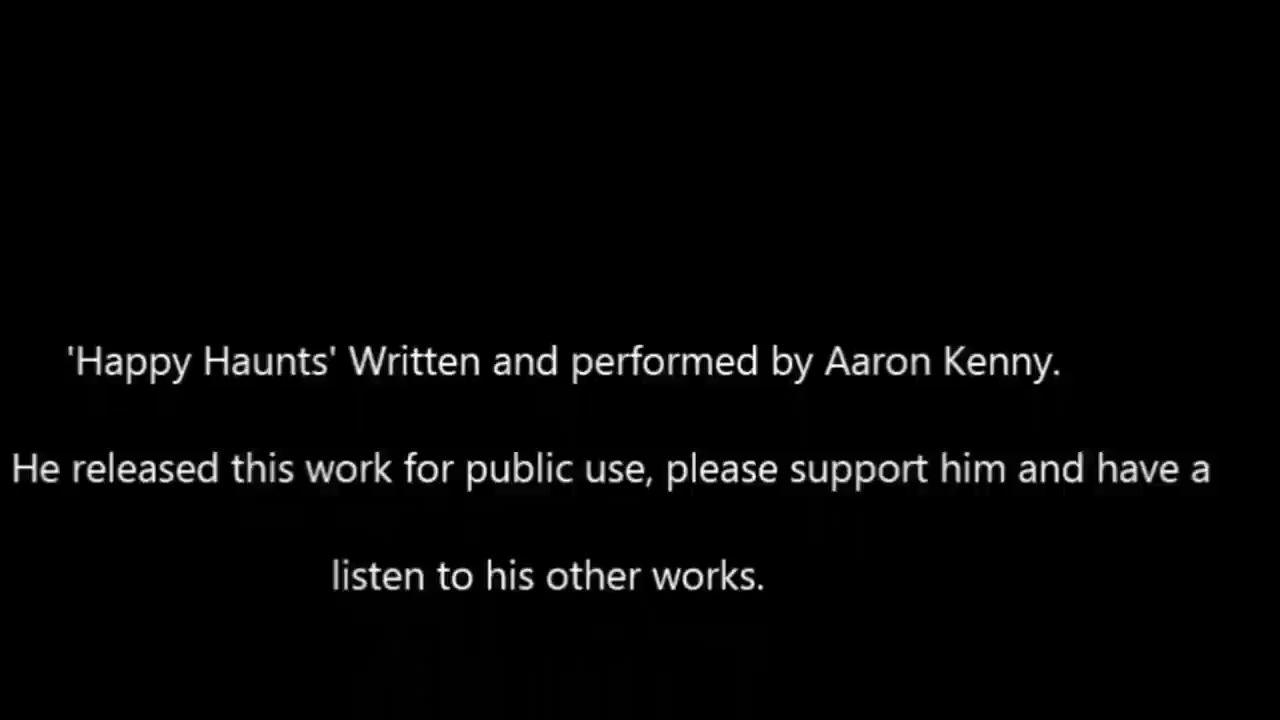 'Happy Haunts' Written and performed by Aaron Kenny.
He released this work for public use, please support him and have a
listen to his other works.